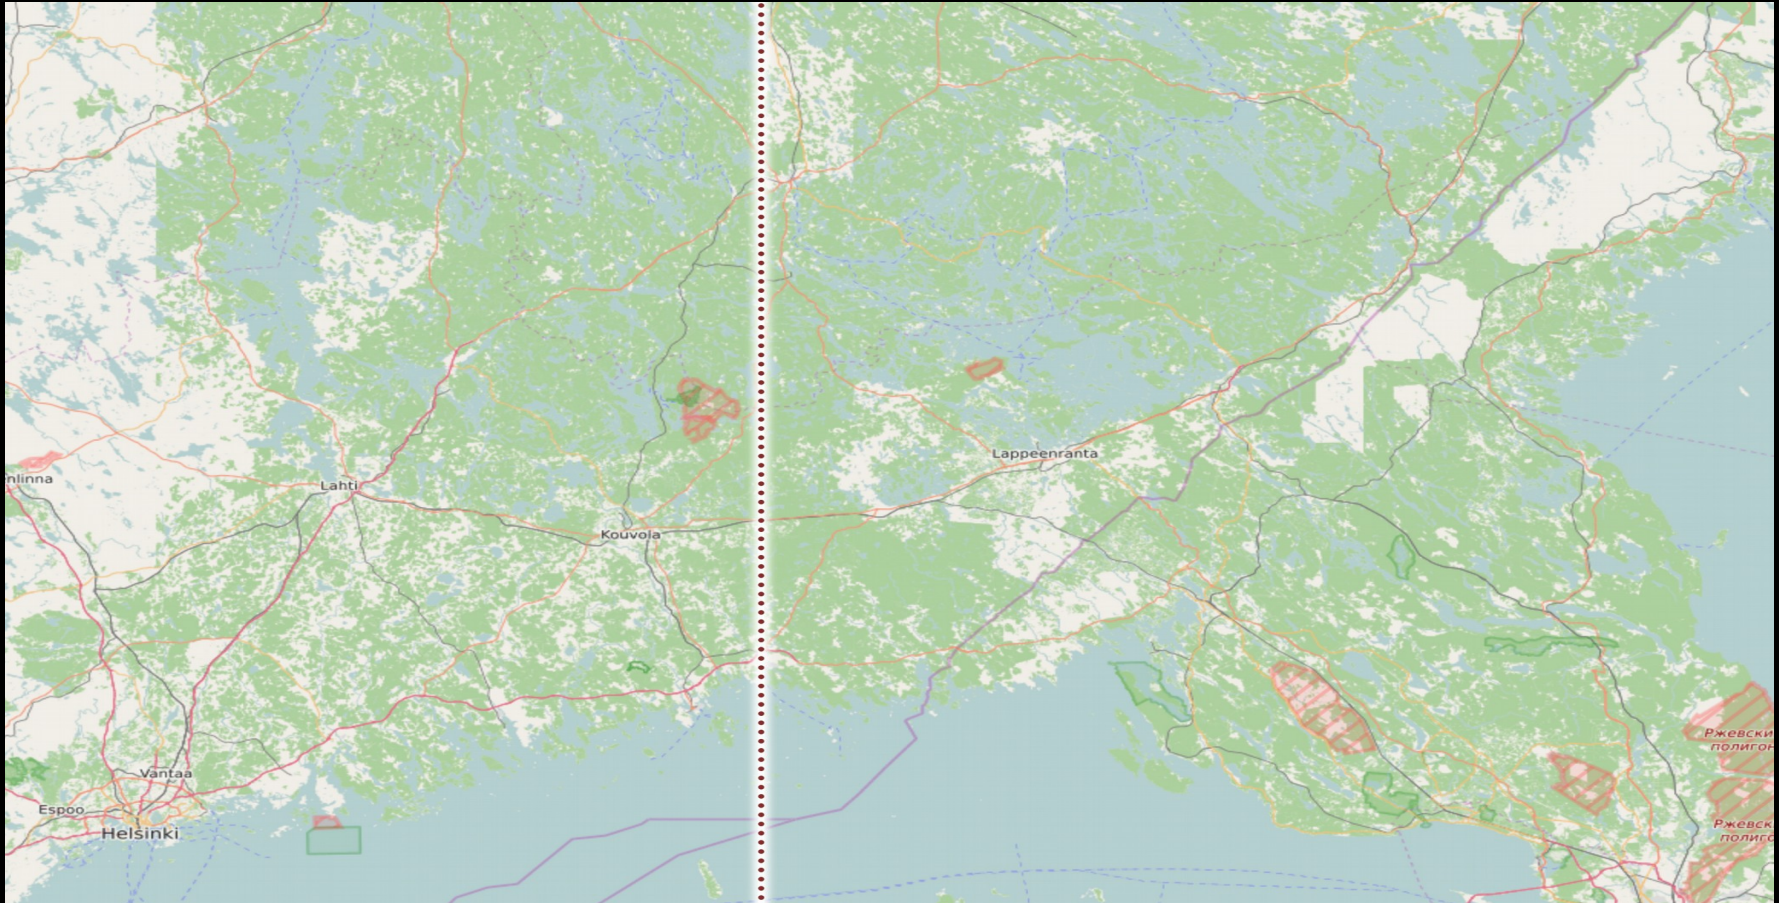 nlinna
Lahti
Lappeenranta
Kouvola
Ржевски
полигон
Vantaa
Espoo
Helsinki
Ржевск
полиго